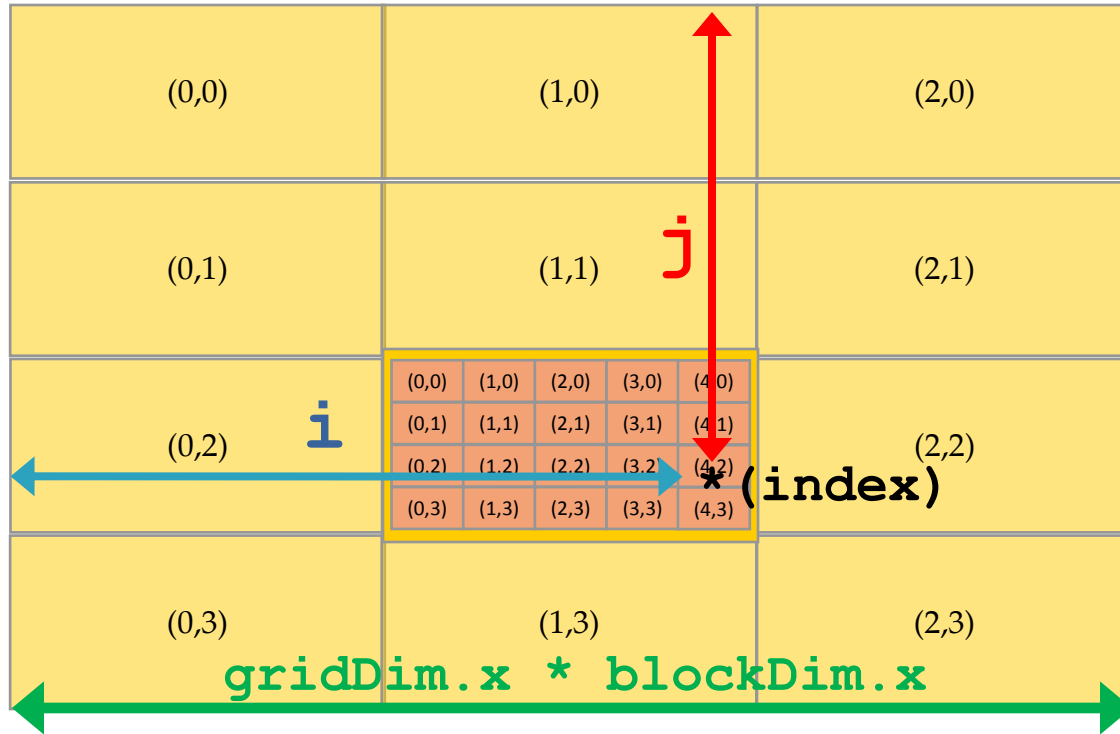 (0,0) (1,0) (2,0)
(0,1) (1,1) j (2,1)
(0,0) (1,0) (2,0) (3,0) (4,0)
(0,1) (1,1) (2,1) (3,1) (4,1)
(0,2) i (2,2)
(0,2) (1,2) (2,2) (3,2) (4,2)
*(index)
(0,3) (1,3) (2,3) (3,3) (4,3)
(0,3) (1,3) (2,3)
gridDim.x * blockDim.x